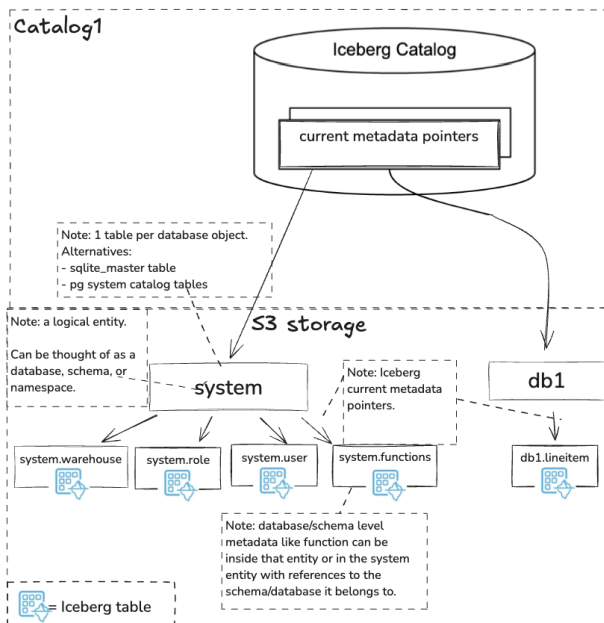 Catalog1
Iceberg Catalog
current metadata pointers
Note: 1 table per database object.
Alternatives:
- sqlite_master table
- pg system catalog tables
S3 storage
Note: a logical entity.
Can be thought of as a
database, schema, or
namespace.
system
Note: Iceberg
current metadata
pointers.
db1
system.warehouse
system.role
system.user
system.functions
db1.lineitem
Note: database/schema level
metadata like function can be
inside that entity or in the system
entity with references to the
schema/database it belongs to.
= Iceberg table